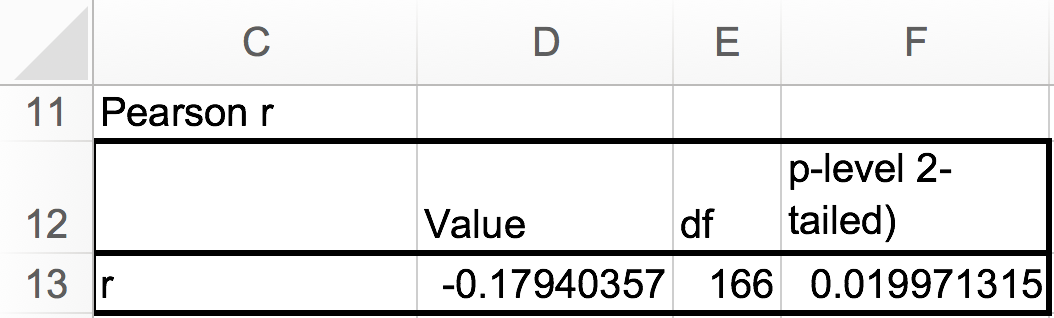 C D E F
11 Pearson r
p-level 2-
12 Value df tailed)
13 r -0.17940357 166 0.019971315